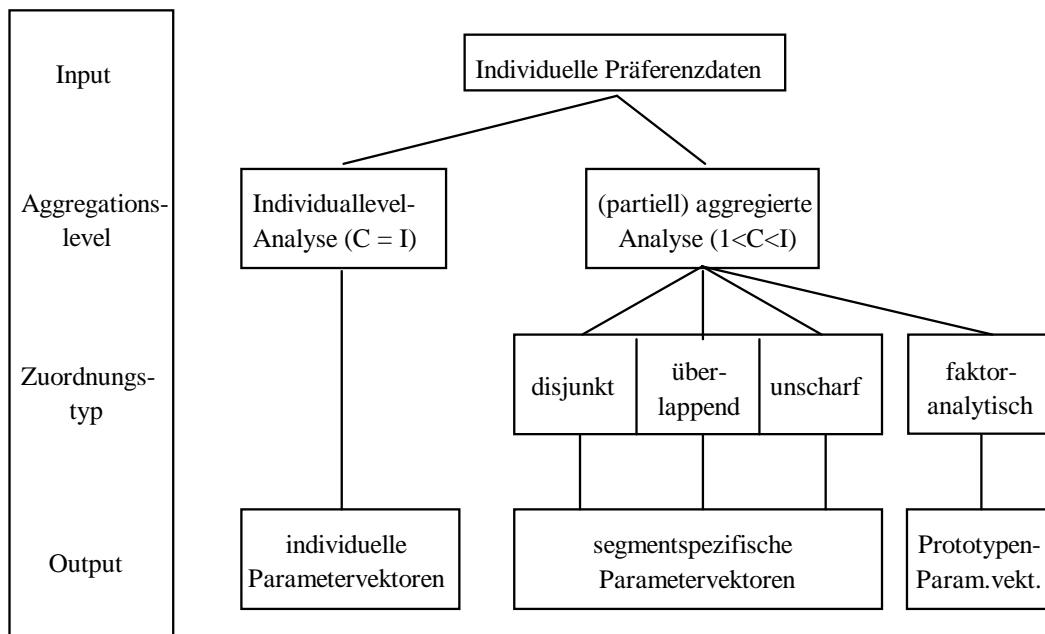 Input
Individuelle Präferenzdaten
Aggregations-
level
Individuallevel-
Analyse (C = I)
(partiell) aggregierte
Analyse (1<C<I)
Zuordnungs-
typ
disjunkt
über-
lappend
unscharf
faktor-
analytisch
Output
individuelle
Parametervektoren
segmentspezifische
Parametervektoren
Prototypen-
Param.vekt.